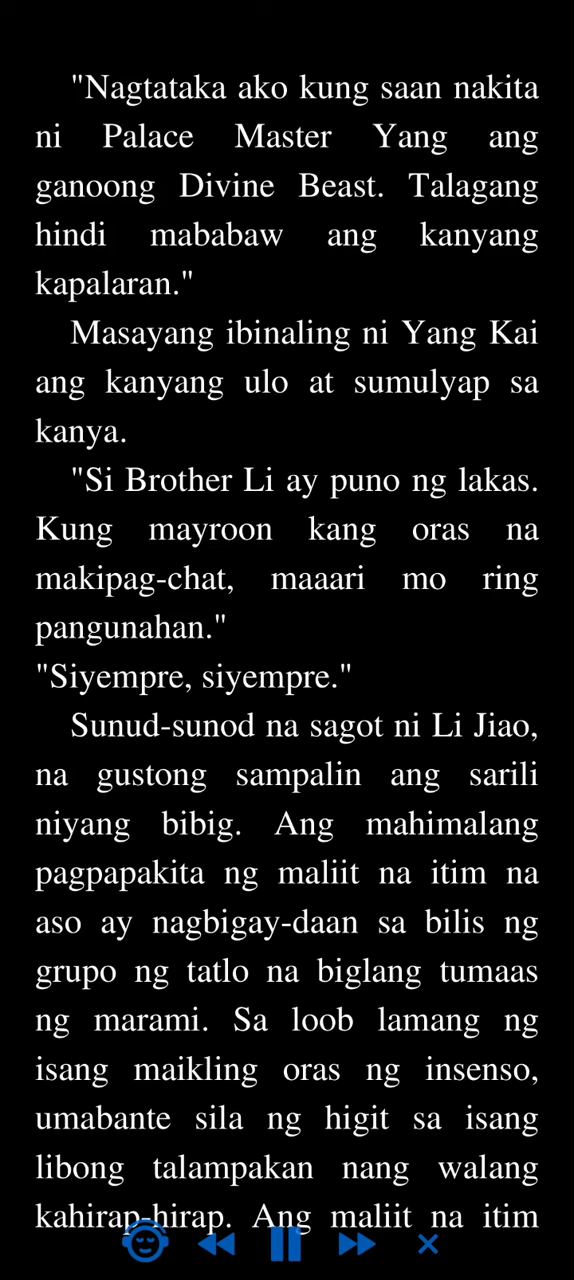 "Nagtataka ako kung saan nakita
ni Palace Master Yang ang
ganoong Divine Beast. Talagang
hindi mababaw ang kanyang
kapalaran."
Masayang ibinaling ni Yang Kai
ang kanyang ulo at sumulyap sa
kanya.
"Si Brother Li ay puno ng lakas.
Kung mayroon kang oras na
makipag-chat, maaari mo ring
pangunahan."
"Siyempre, siyempre."
Sunud-sunod na sagot ni Li Jiao,
na gustong sampalin ang sarili
niyang bibig. Ang mahimalang
pagpapakita ng maliit na itim na
aso ay nagbigay-daan sa bilis ng
grupo ng tatlo na biglang tumaas
ng marami. Sa loob lamang ng
isang maikling oras ng insenso,
umabante sila ng higit sa isang
libong talampakan nang walang
kahirap-hirap. Ang maliit na itim